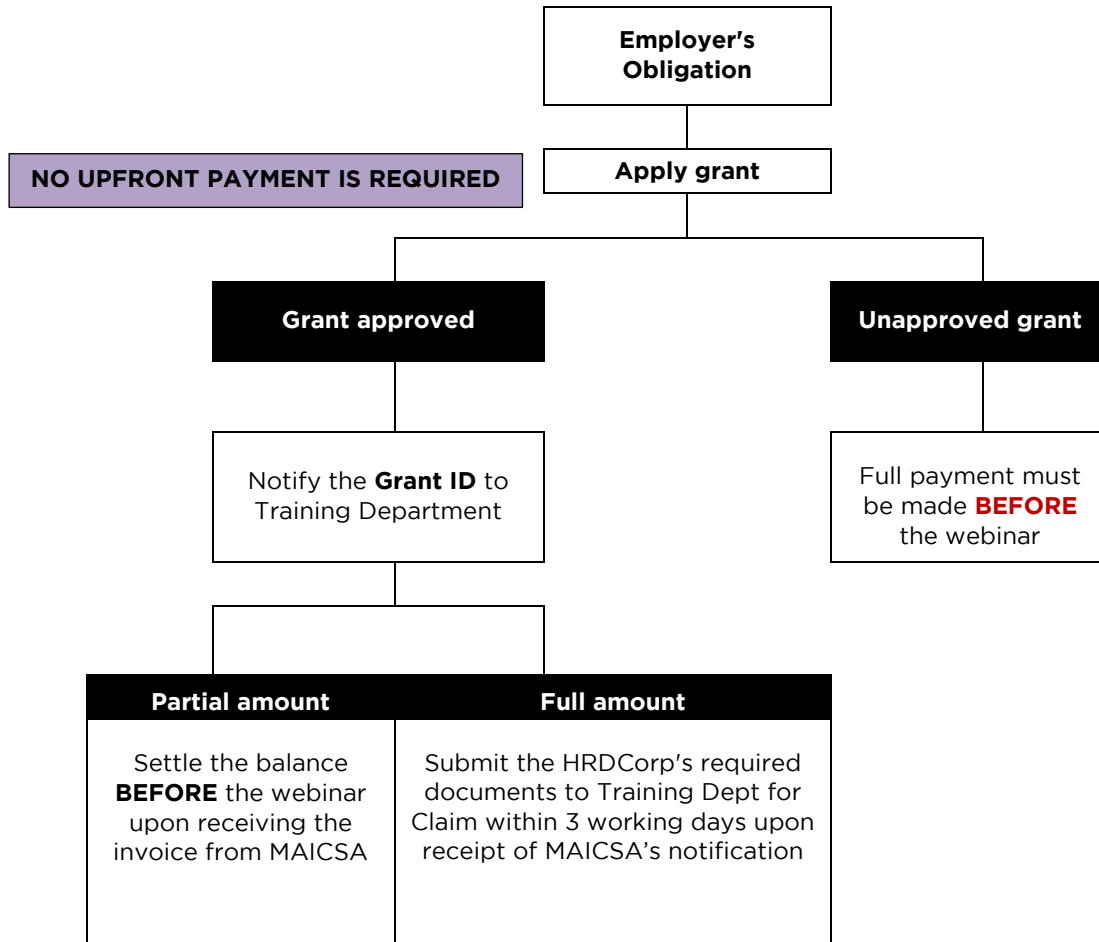 Employer's
Obligation
NO UPFRONT PAYMENT IS REQUIRED
Apply grant
Grant approved
Unapproved grant
Notify the Grant ID to
Training Department
Full payment must
be made BEFORE
the webinar
Partial amount
Full amount
Settle the balance
BEFORE the webinar
upon receiving the
invoice from MAICSA
Submit the HRDCorp's required
documents to Training Dept for
Claim within 3 working days upon
receipt of MAICSA’s notification